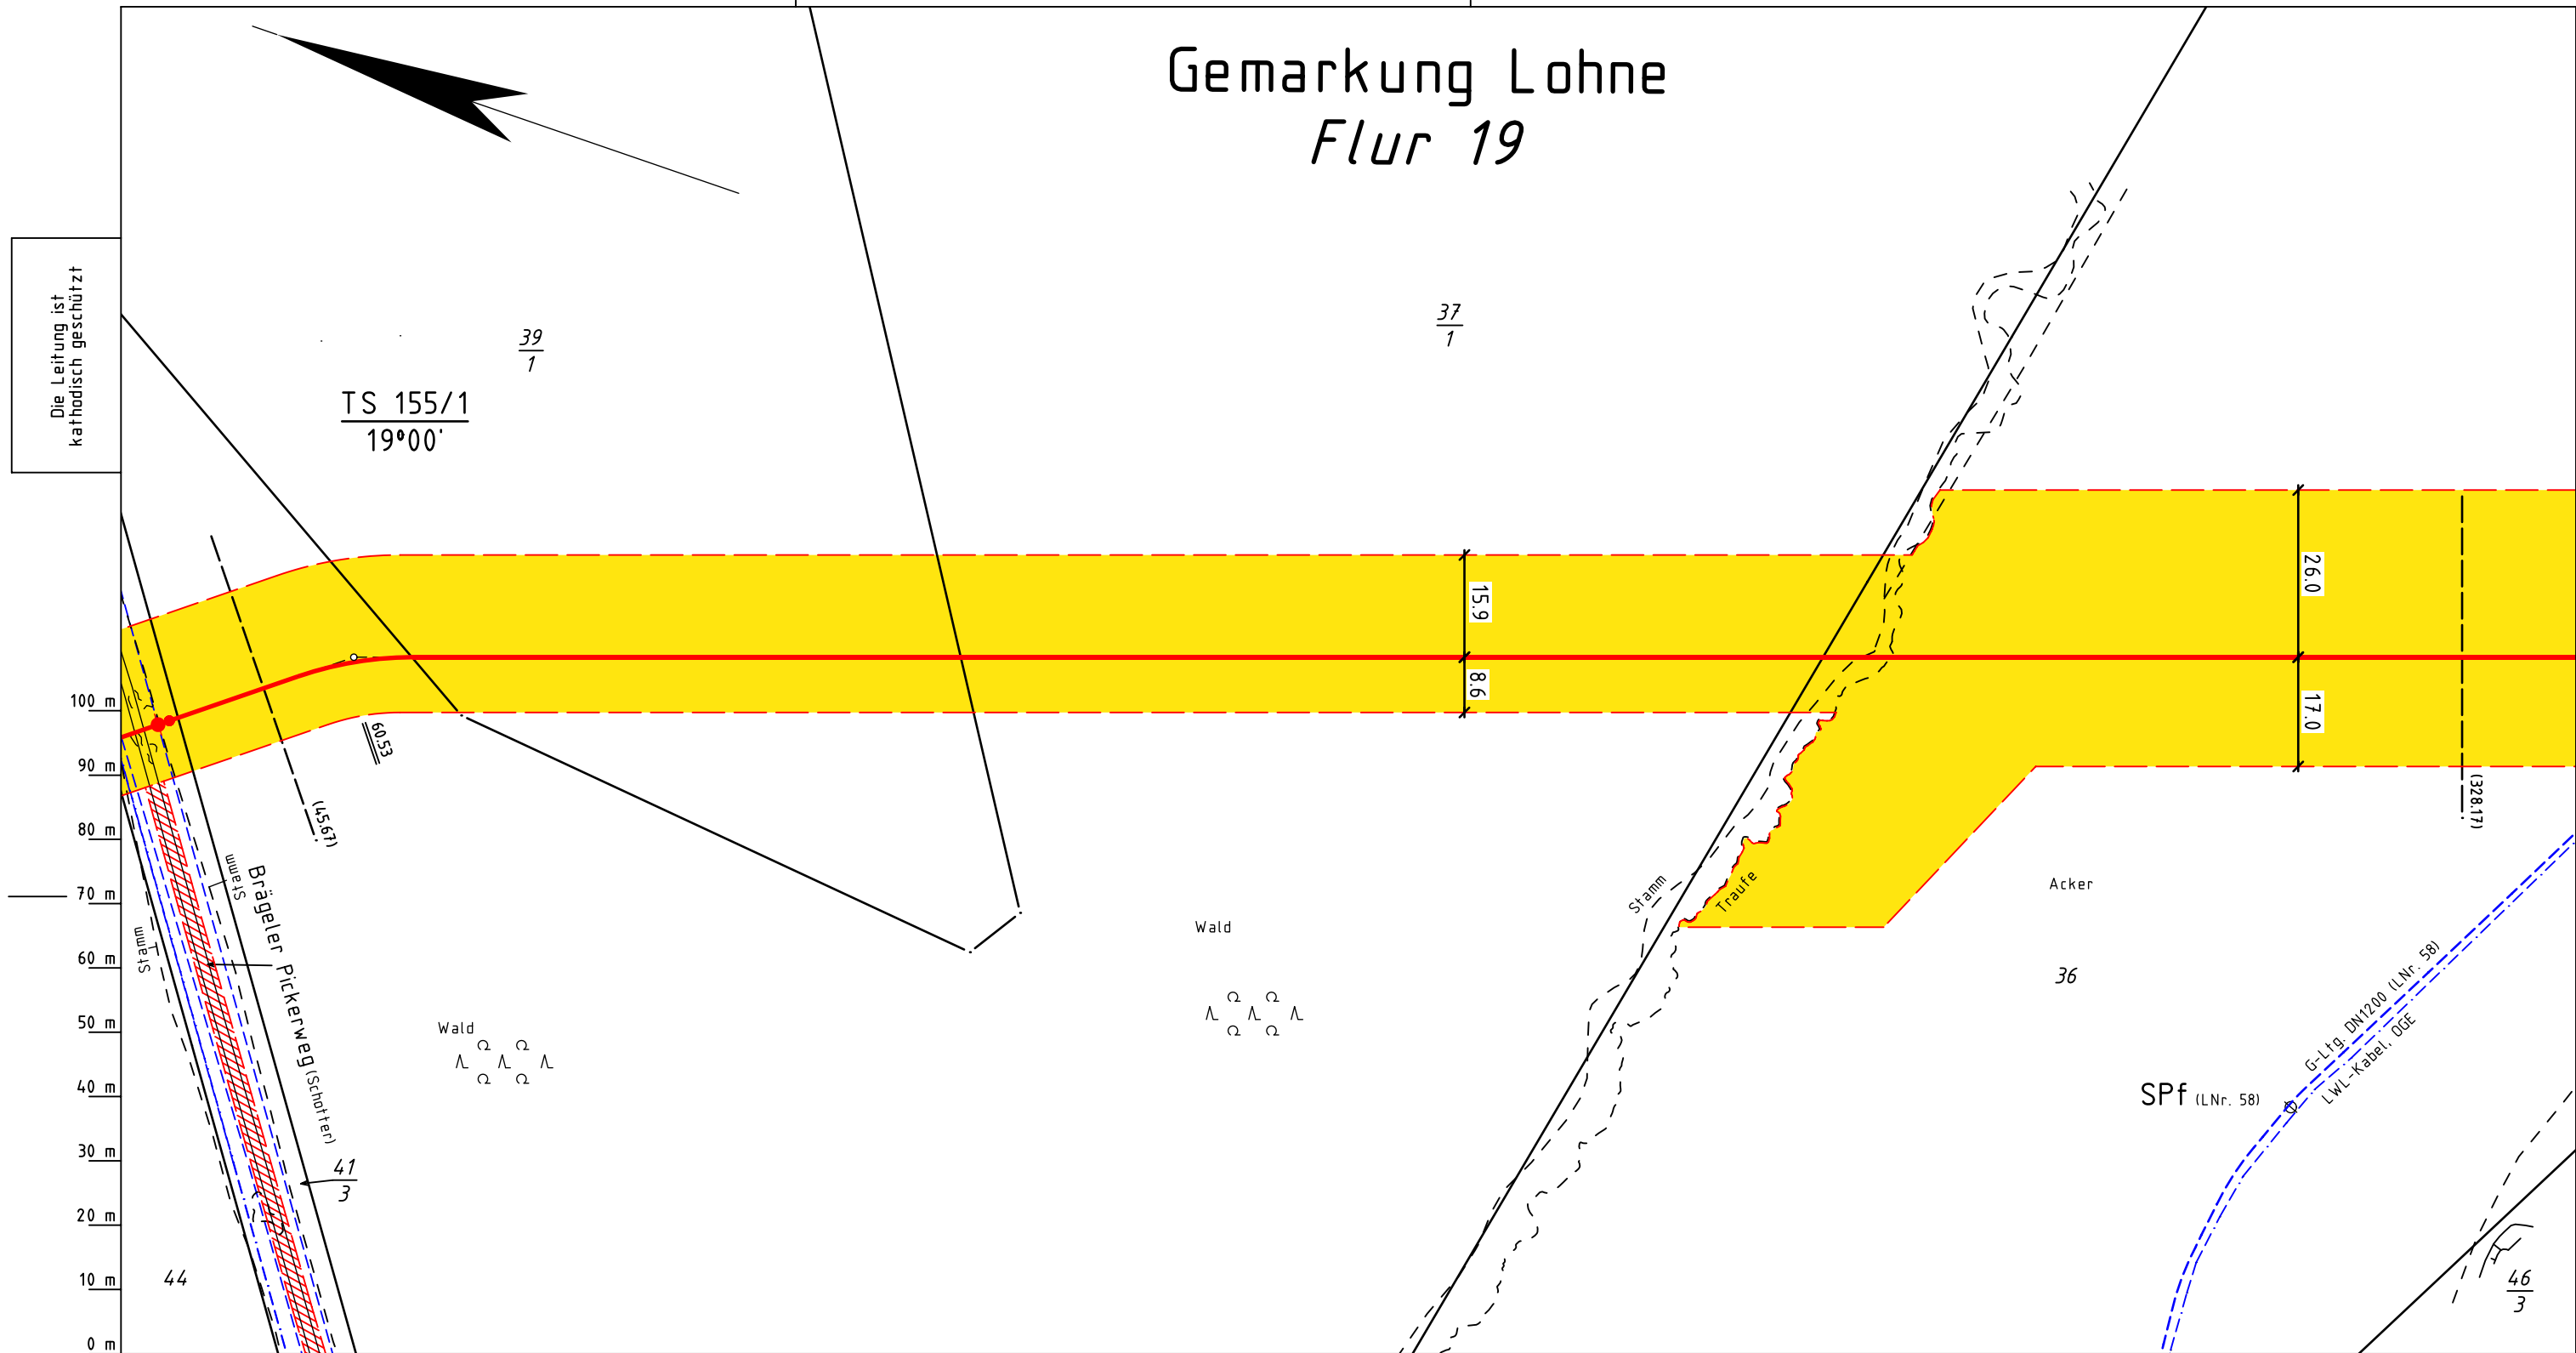 Gemarkung Lohne
Flur 19
Die Leitung ist
kathodisch geschützt
39
1
37
1
TS 155/1
19°00'
15.9
8.6
26.0
17.0
60.53
(45.67)
(328.17)
100 m
90 m
80 m
70 m
60 m
50 m
40 m
30 m
20 m
10 m
0 m
Stamm
Stamm
Brägeler Pickerweg (Schotter)
41
3
44
Wald
Wald
Stamm
Traufe
Acker
36
G-Ltg. DN1200 (LNr. 58)
LWL-Kabel, OGE
SPf (LNr. 58)
46
3